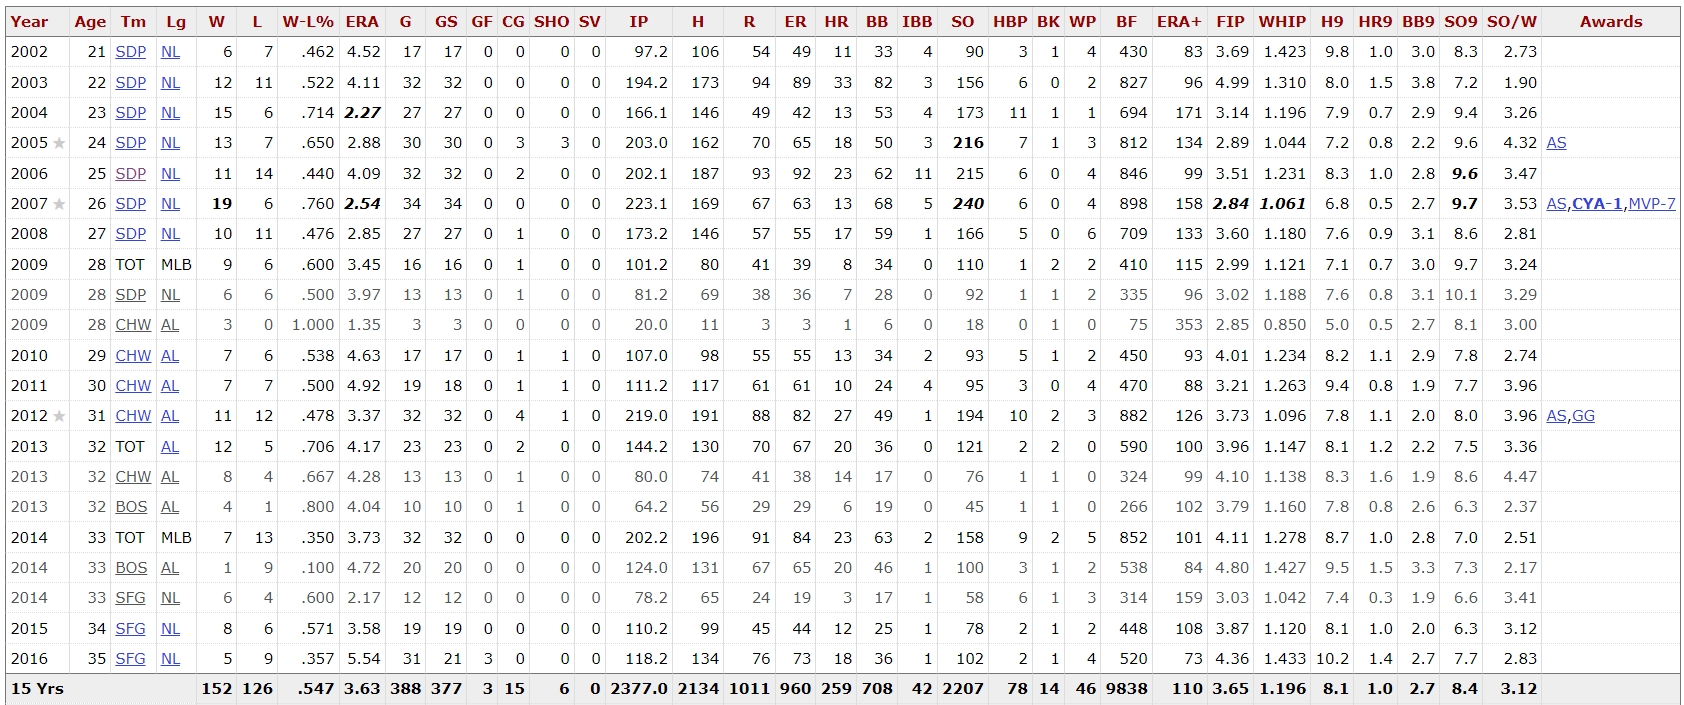 Year Age Tm Lg W L W-L% ERA G GS GF CG SHO SV IP H R ER HR BB IBB SO HBP BK WP BF ERA+ FIP WHIP H9 HR9 BB9 SO9 SO/W Awards
2002 21 SDP NL 6 7 .462 4.52 17 17 0 0 0 0 97.2 106 54 49 11 33 4 90 3 1 4 430 83 3.69 1.423 9.8 1.0 3.0 8.3 2.73
2003 22 SDP NL 12 11 .522 4.11 32 32 0 0 0 0 194.2 173 94 89 33 82 3 156 6 0 2 827 96 4.99 1.310 8.0 1.5 3.8 7.2 1.90
2004 23 SDP NL 15 6 .714 2.27 27 27 0 0 0 0 166.1 146 49 42 13 53 4 173 11 1 1 694 171 3.14 1.196 7.9 0.7 2.9 9.4 3.26
2005 ★ 24 SDP NL 13 7 .650 2.88 30 30 0 3 3 0 203.0 162 70 65 18 50 3 216 7 1 3 812 134 2.89 1.044 7.2 0.8 2.2 9.6 4.32 AS
2006 25 SDP NL 11 14 .440 4.09 32 32 0 2 0 0 202.1 187 93 92 23 62 11 215 6 0 4 846 99 3.51 1.231 8.3 1.0 2.8 9.6 3.47
2007 ★ 26 SDP NL 19 6 .760 2.54 34 34 0 0 0 0 223.1 169 67 63 13 68 5 240 6 0 4 898 158 2.84 1.061 6.8 0.5 2.7 9.7 3.53 AS,CYA-1,MVP-7
2008 27 SDP NL 10 11 .476 2.85 27 27 0 1 0 0 173.2 146 57 55 17 59 1 166 5 0 6 709 133 3.60 1.180 7.6 0.9 3.1 8.6 2.81
2009 28 TOT MLB 9 6 .600 3.45 16 16 0 1 0 0 101.2 80 41 39 8 34 0 110 1 2 2 410 115 2.99 1.121 7.1 0.7 3.0 9.7 3.24
2009 28 SDP NL 6 6 .500 3.97 13 13 0 1 0 0 81.2 69 38 36 7 28 0 92 1 1 2 335 96 3.02 1.188 7.6 0.8 3.1 10.1 3.29
2009 28 CHW AL 3 0 1.000 1.35 3 3 0 0 0 0 20.0 11 3 3 1 6 0 18 0 1 0 75 353 2.85 0.850 5.0 0.5 2.7 8.1 3.00
2010 29 CHW AL 7 6 .538 4.63 17 17 0 1 1 0 107.0 98 55 55 13 34 2 93 5 1 2 450 93 4.01 1.234 8.2 1.1 2.9 7.8 2.74
2011 30 CHW AL 7 7 .500 4.92 19 18 0 1 1 0 111.2 117 61 61 10 24 4 95 3 0 4 470 88 3.21 1.263 9.4 0.8 1.9 7.7 3.96
2012 ★ 31 CHW AL 11 12 .478 3.37 32 32 0 4 1 0 219.0 191 88 82 27 49 1 194 10 2 3 882 126 3.73 1.096 7.8 1.1 2.0 8.0 3.96 AS,GG
2013 32 TOT AL 12 5 .706 4.17 23 23 0 2 0 0 144.2 130 70 67 20 36 0 121 2 2 0 590 100 3.96 1.147 8.1 1.2 2.2 7.5 3.36
2013 32 CHW AL 8 4 .667 4.28 13 13 0 1 0 0 80.0 74 41 38 14 17 0 76 1 1 0 324 99 4.10 1.138 8.3 1.6 1.9 8.6 4.47
2013 32 BOS AL 4 1 .800 4.04 10 10 0 1 0 0 64.2 56 29 29 6 19 0 45 1 1 0 266 102 3.79 1.160 7.8 0.8 2.6 6.3 2.37
2014 33 TOT MLB 7 13 .350 3.73 32 32 0 0 0 0 202.2 196 91 84 23 63 2 158 9 2 5 852 101 4.11 1.278 8.7 1.0 2.8 7.0 2.51
2014 33 BOS AL 1 9 .100 4.72 20 20 0 0 0 0 124.0 131 67 65 20 46 1 100 3 1 2 538 84 4.80 1.427 9.5 1.5 3.3 7.3 2.17
2014 33 SFG NL 6 4 .600 2.17 12 12 0 0 0 0 78.2 65 24 19 3 17 1 58 6 1 3 314 159 3.03 1.042 7.4 0.3 1.9 6.6 3.41
2015 34 SFG NL 8 6 .571 3.58 19 19 0 0 0 0 110.2 99 45 44 12 25 1 78 2 1 2 448 108 3.87 1.120 8.1 1.0 2.0 6.3 3.12
2016 35 SFG NL 5 9 .357 5.54 31 21 3 0 0 0 118.2 134 76 73 18 36 1 102 2 1 4 520 73 4.36 1.433 10.2 1.4 2.7 7.7 2.83
15 Yrs 152 126 .547 3.63 388 377 3 15 6 0 2377.0 2134 1011 960 259 708 42 2207 78 14 46 9838 110 3.65 1.196 8.1 1.0 2.7 8.4 3.12